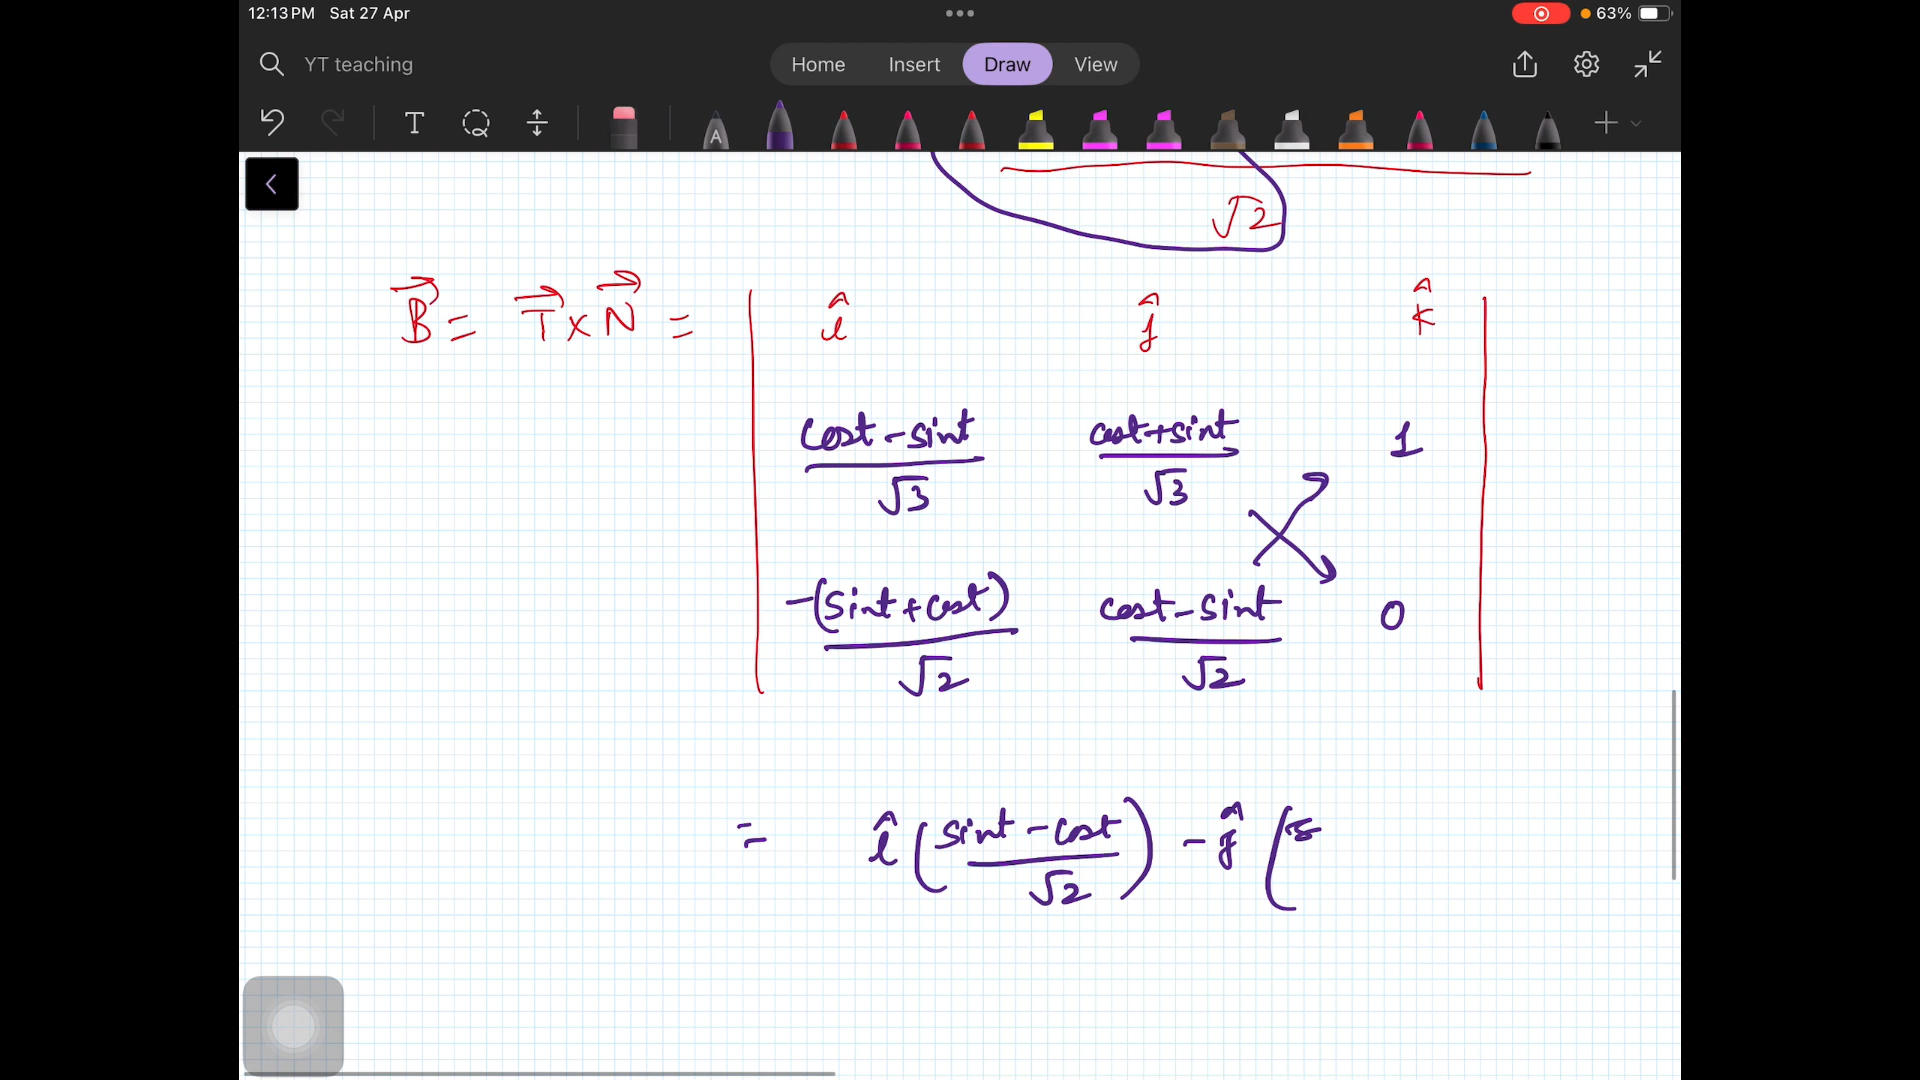 12:13 PM Sat 27 Apr 63%
YT teaching Home Insert Draw View
T A
√2
B⃗ = T⃗ x N⃗ = | î ĵ k̂ |
cost - sint / √3 cost + sint / √3 1
-(sint + cost) / √2 cost - sint / √2 0
= î (sint - cost / √2) - ĵ (